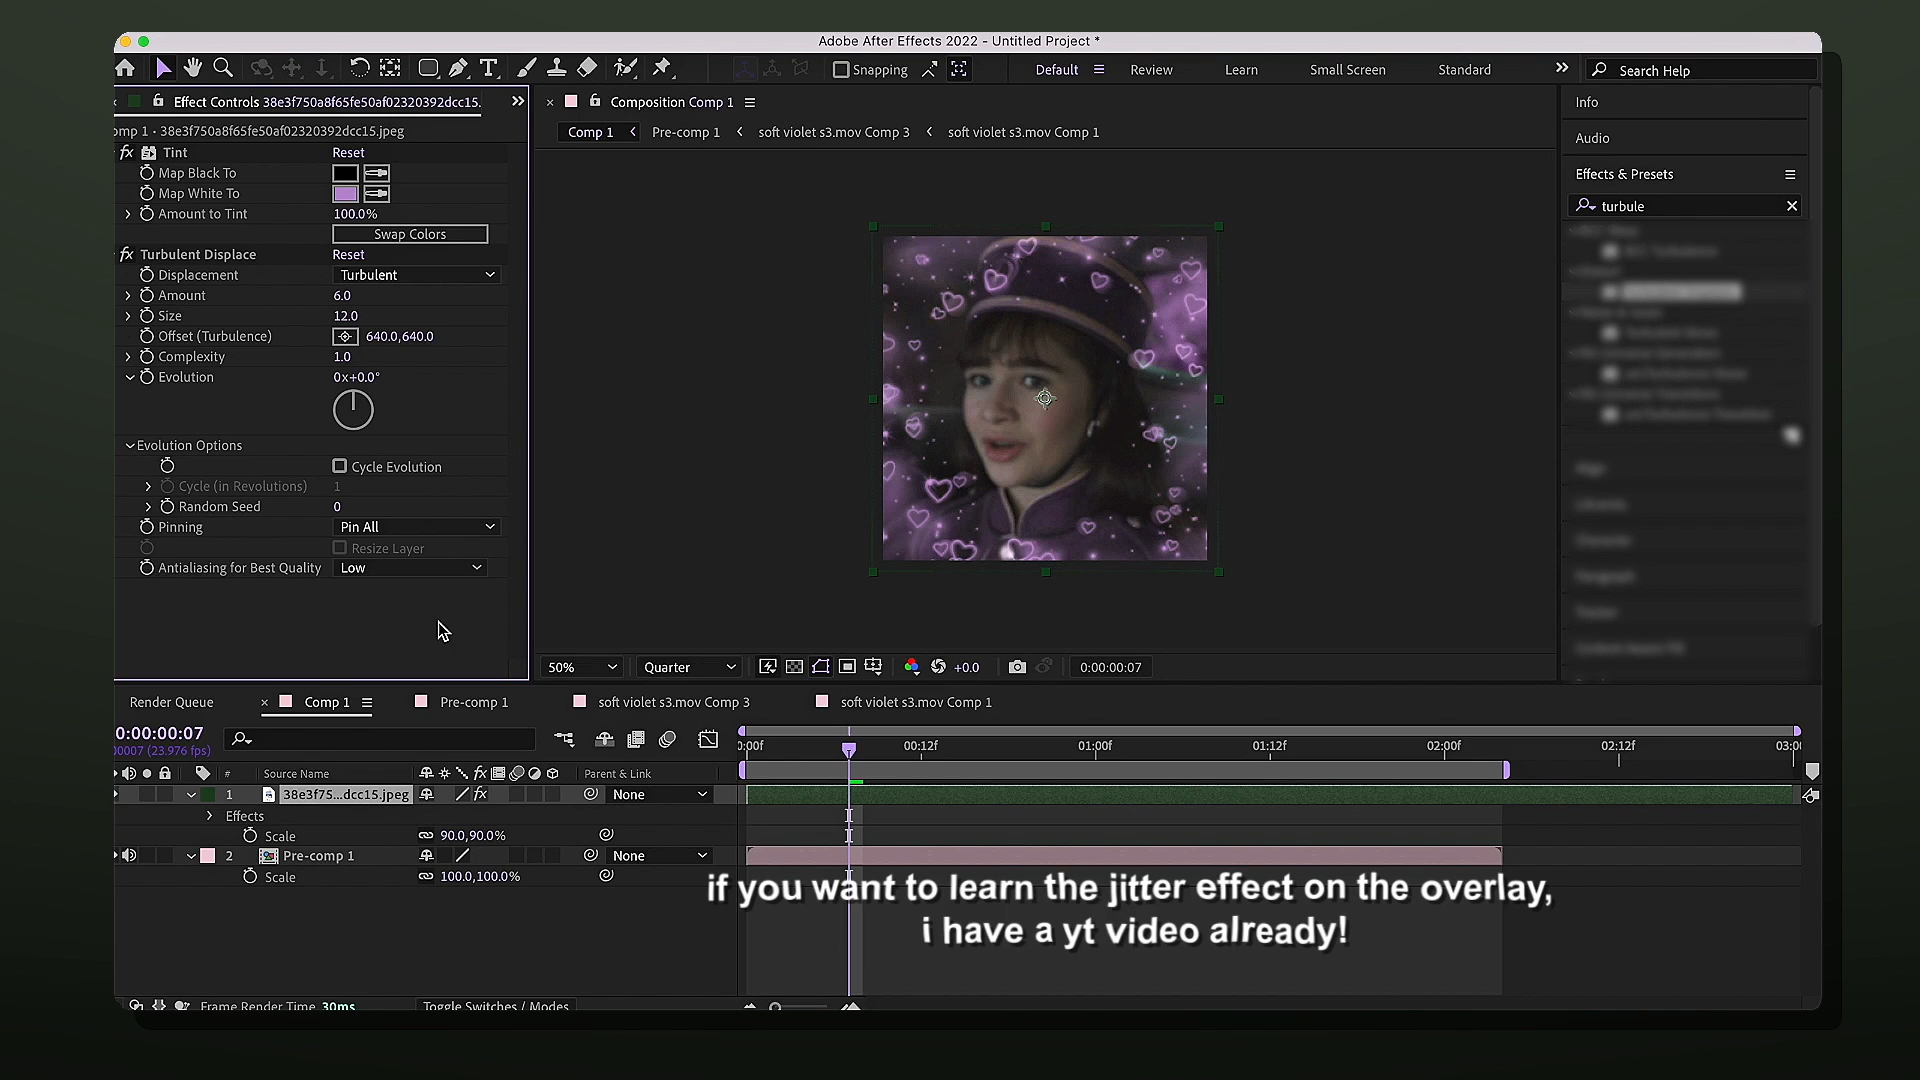 Adobe After Effects 2022 - Untitled Project *
Snapping
Default
Review
Learn
Small Screen
Standard
Search Help
Effect Controls 38e3f750a8f65fe50af02320392dcc15.
omp 1 • 38e3f750a8f65fe50af02320392dcc15.jpeg
fx Tint Reset
Map Black To
Map White To
Amount to Tint 100.0%
Swap Colors
fx Turbulent Displace Reset
Displacement Turbulent
Amount 6.0
Size 12.0
Offset (Turbulence) 640.0,640.0
Complexity 1.0
Evolution 0x+0.0°
Evolution Options
Cycle Evolution
Cycle (in Revolutions) 1
Random Seed 0
Pinning Pin All
Resize Layer
Antialiasing for Best Quality Low
Composition Comp 1
Comp 1 Pre-comp 1 soft violet s3.mov Comp 3 soft violet s3.mov Comp 1
50% Quarter +0.0 0:00:00:07
Info
Audio
Effects & Presets
turbule
Render Queue Comp 1 Pre-comp 1 soft violet s3.mov Comp 3 soft violet s3.mov Comp 1
0:00:00:07
00007 (23.976 fps)
:00f 00:12f 01:00f 01:12f 02:00f 02:12f 03:0
# Source Name fx Parent & Link
1 38e3f75...dcc15.jpeg fx None
Effects
Scale 90.0,90.0%
2 Pre-comp 1 None
Scale 100.0,100.0%
if you want to learn the jitter effect on the overlay,
i have a yt video already!
Frame Render Time 30ms Toggle Switches / Modes